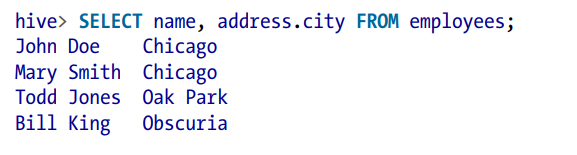 hive> SELECT name, address.city FROM employees;
John Doe    Chicago
Mary Smith  Chicago
Todd Jones  Oak Park
Bill King   Obscuria